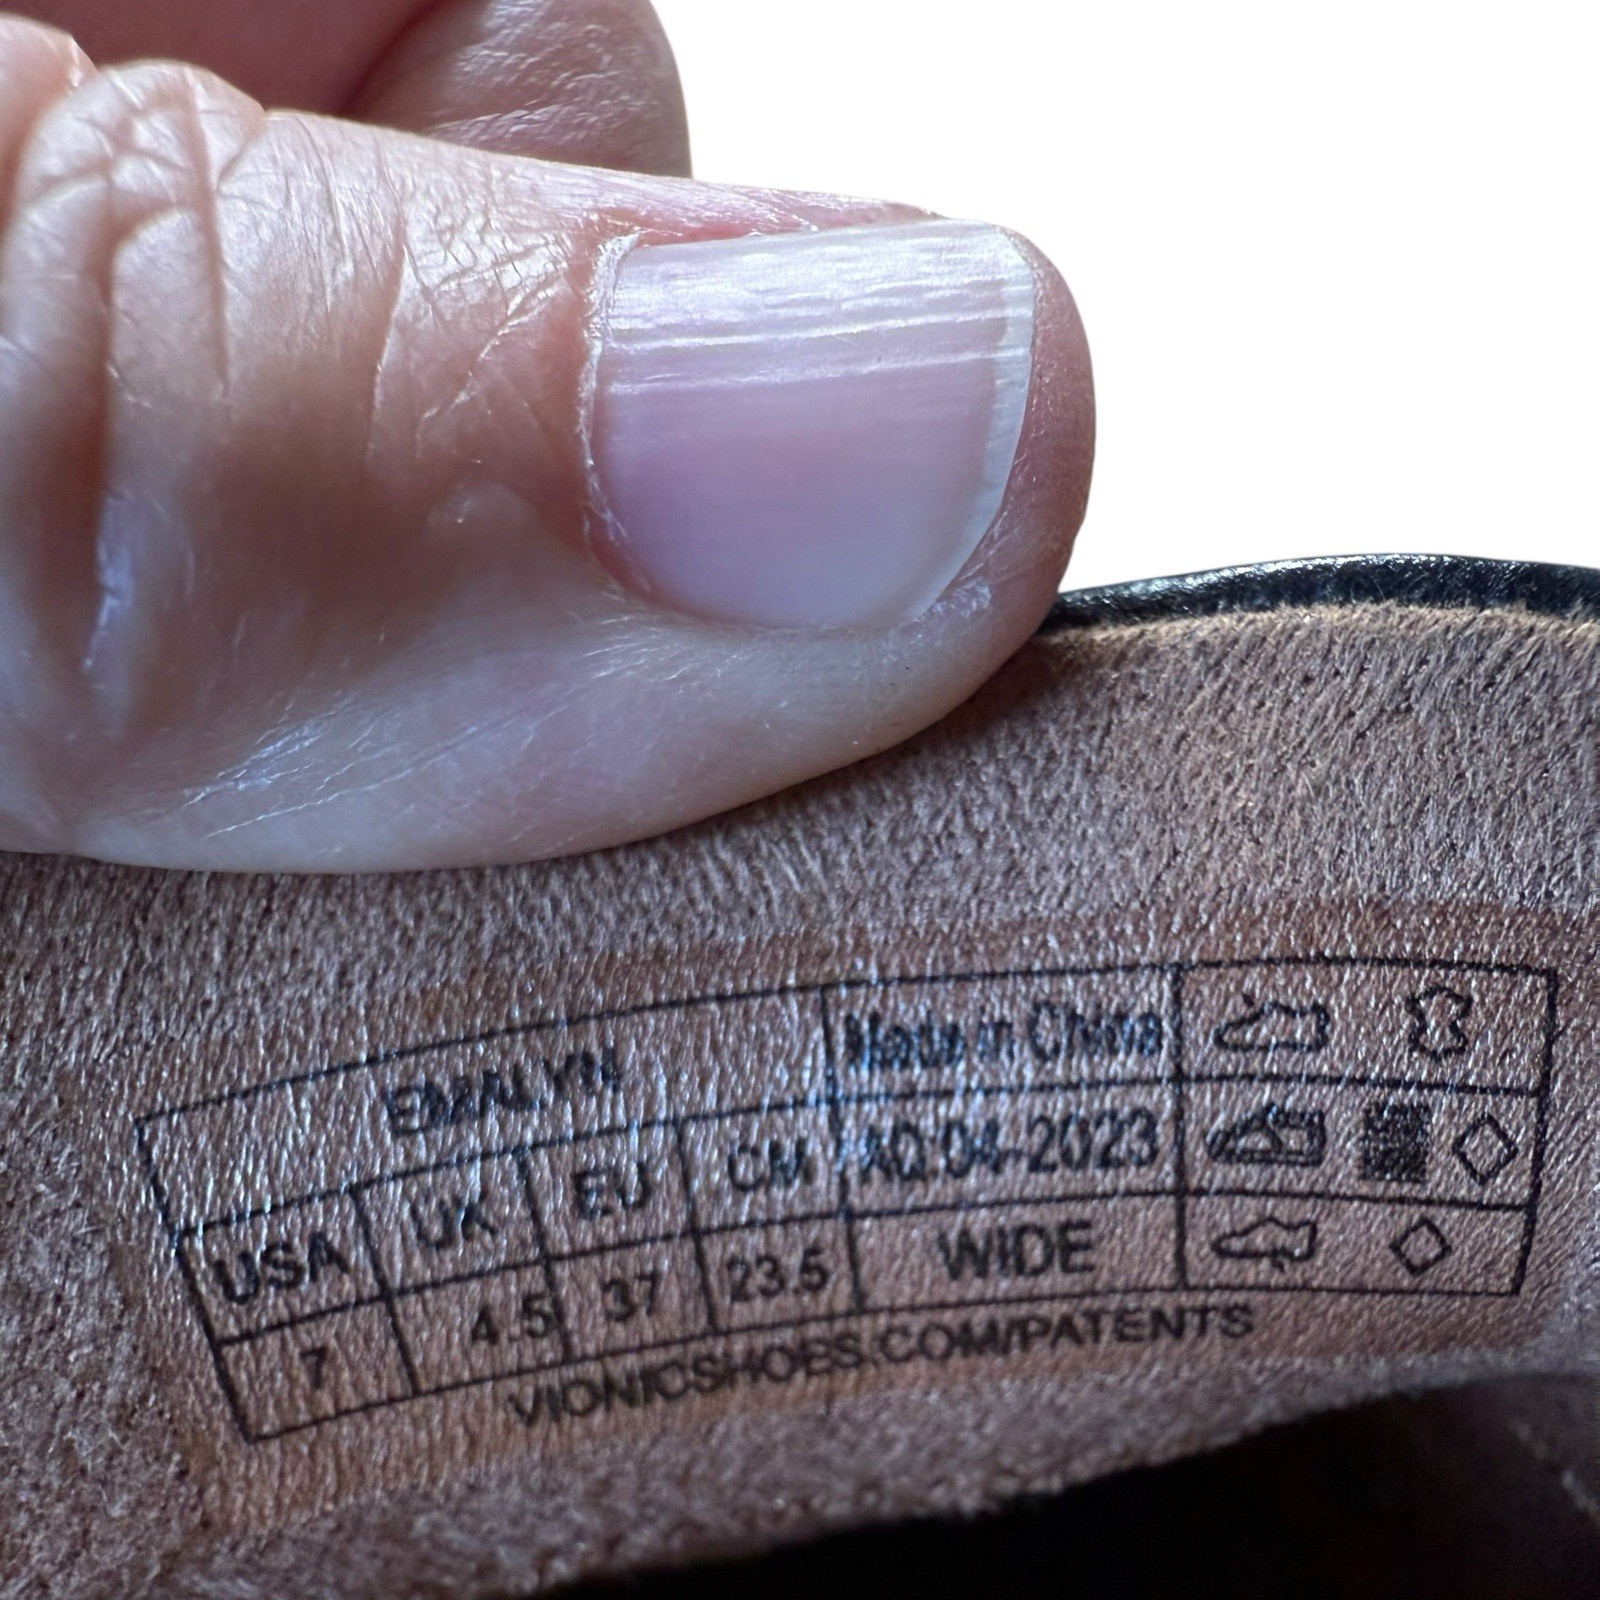 EMALYN Made in China
USA UK EU CM AQ 04-2023
7 4.5 37 23.5 WIDE
VIONICSHOES.COM/PATENTS